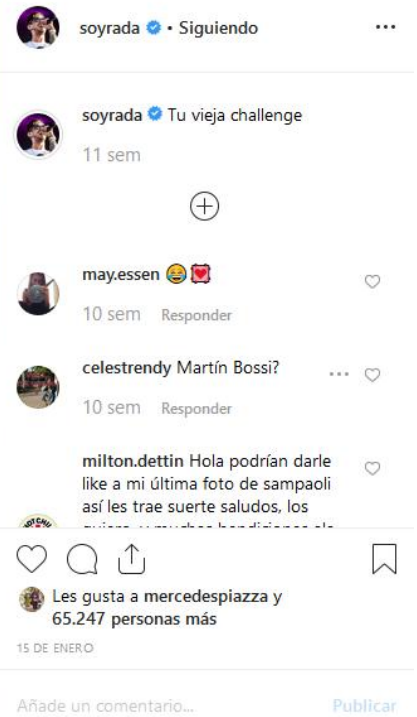 soyrada • Siguiendo
soyrada Tu vieja challenge
11 sem
may.essen 😂💟
10 sem Responder
celestrendy Martín Bossi?
10 sem Responder
milton.dettin Hola podrían darle
like a mi última foto de sampaoli
así les trae suerte saludos, los
Les gusta a mercedespiazza y
65.247 personas más
15 DE ENERO
Añade un comentario... Publicar